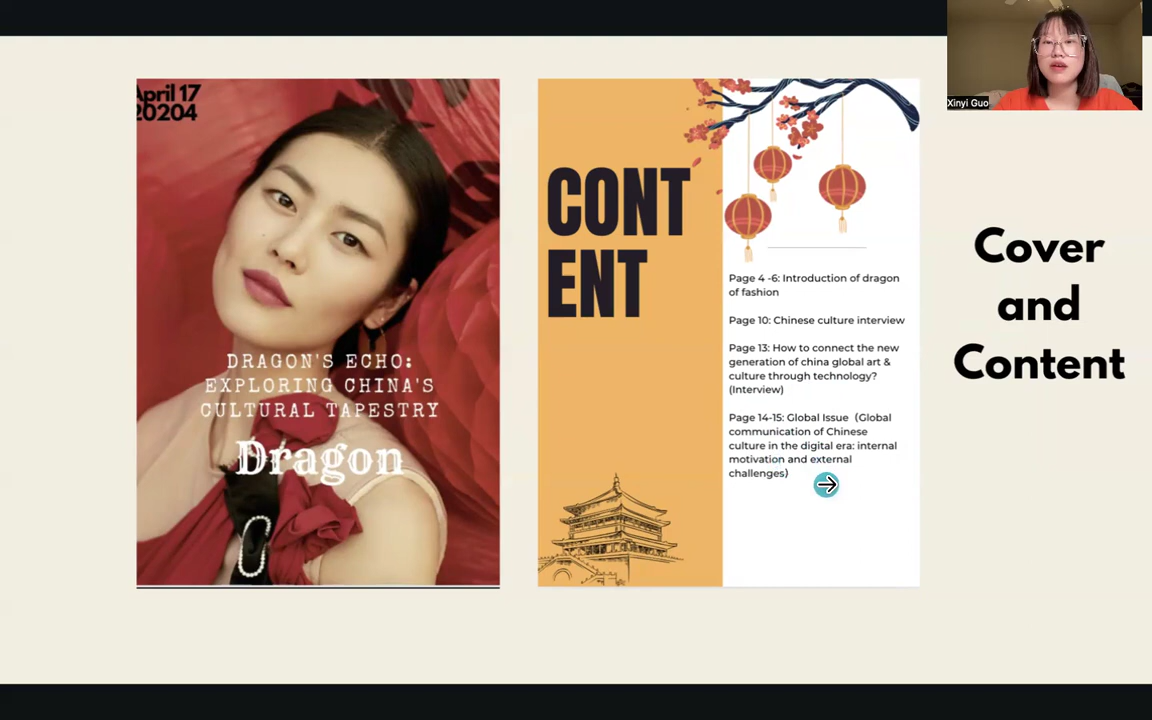 April 17
20204
DRAGON'S ECHO:
EXPLORING CHINA'S
CULTURAL TAPESTRY
Dragon
CONT
ENT
Page 4 -6: Introduction of dragon
of fashion
Page 10: Chinese culture interview
Page 13: How to connect the new
generation of china global art &
culture through technology?
(Interview)
Page 14-15: Global Issue（Global
communication of Chinese
culture in the digital era: internal
motivation and external
challenges）
Xinyi Guo
Cover
and
Content